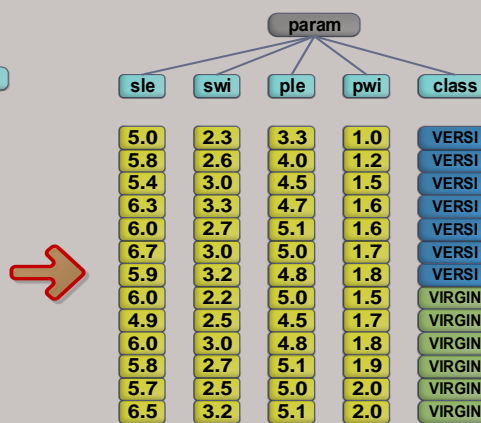 param
sle swi ple pwi class
5.0 2.3 3.3 1.0 VERSI
5.8 2.6 4.0 1.2 VERSI
5.4 3.0 4.5 1.5 VERSI
6.3 3.3 4.7 1.6 VERSI
6.0 2.7 5.1 1.6 VERSI
6.7 3.0 5.0 1.7 VERSI
5.9 3.2 4.8 1.8 VERSI
6.0 2.2 5.0 1.5 VIRGIN
4.9 2.5 4.5 1.7 VIRGIN
6.0 3.0 4.8 1.8 VIRGIN
5.8 2.7 5.1 1.9 VIRGIN
5.7 2.5 5.0 2.0 VIRGIN
6.5 3.2 5.1 2.0 VIRGIN